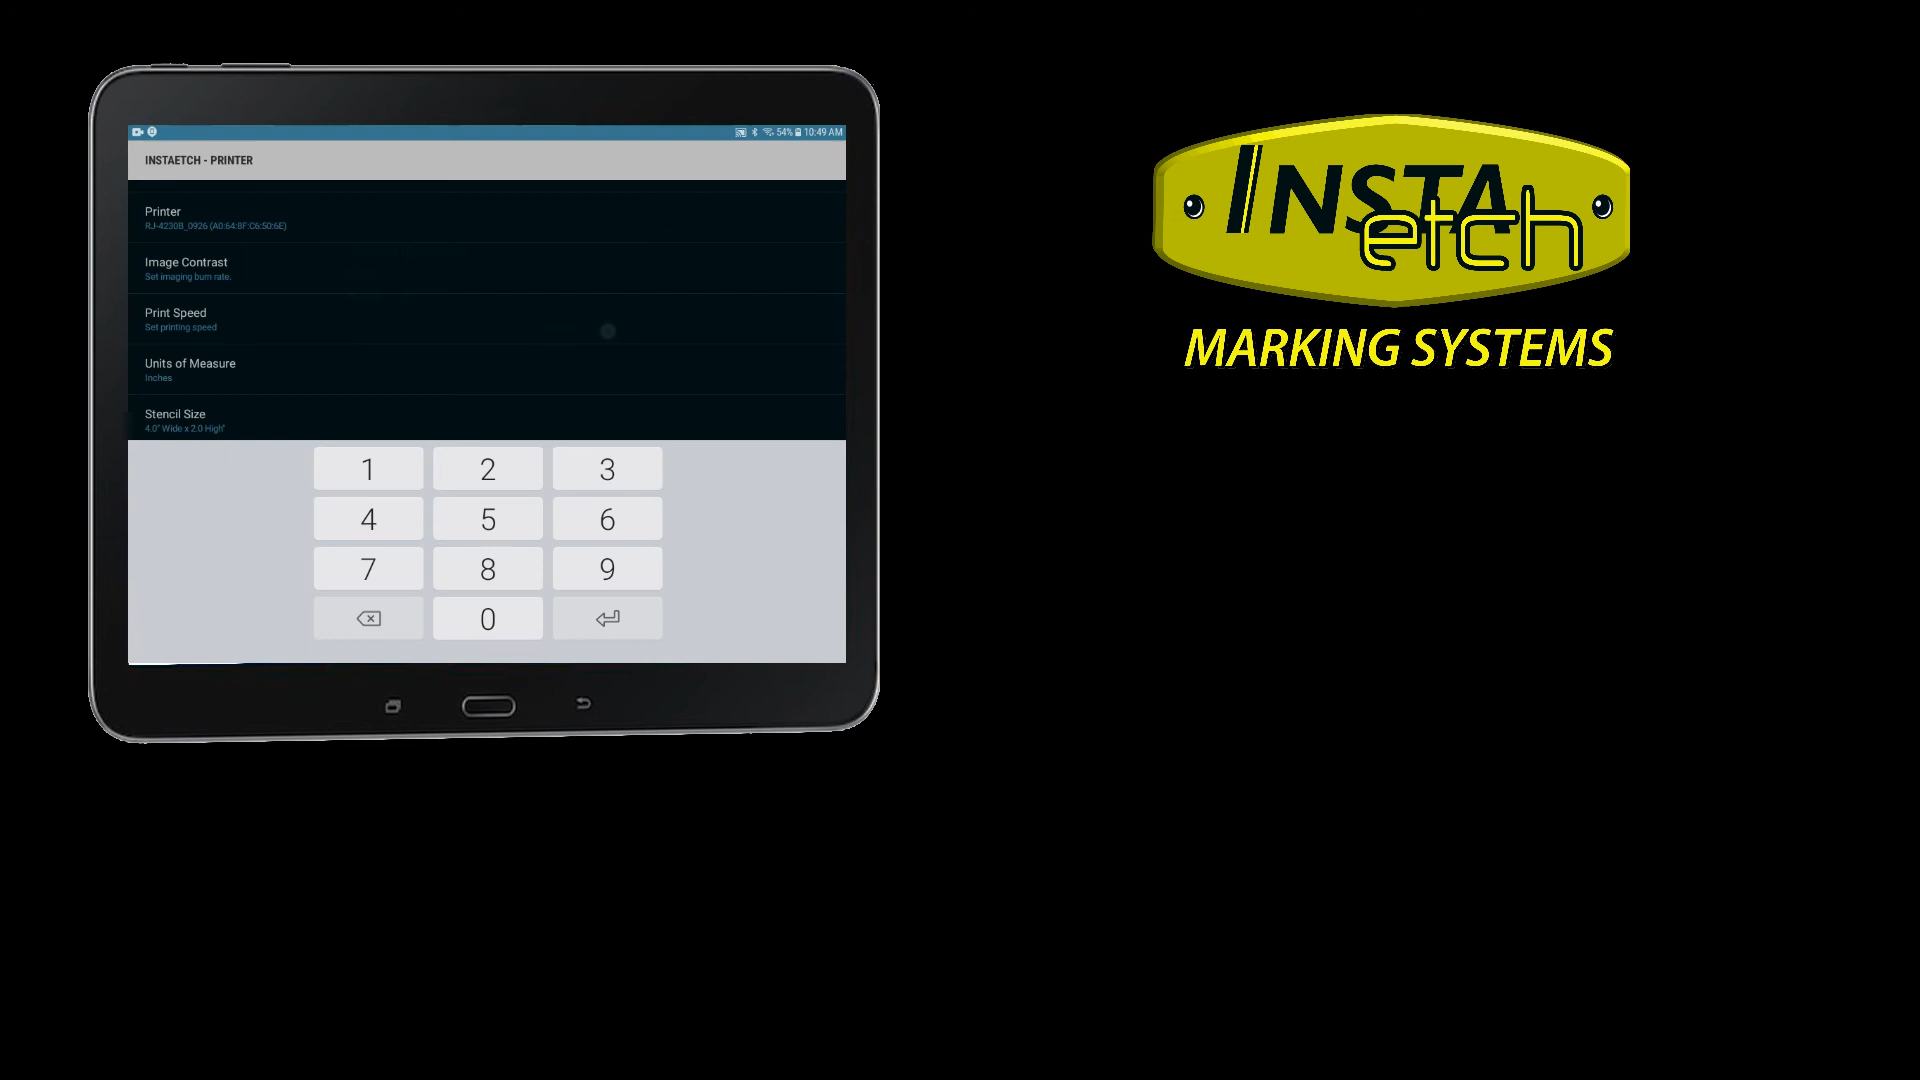 54% 10:49 AM
INSTAETCH - PRINTER
Printer
RJ-4230B_0926 (A0:64:8F:C6:50:6E)
Image Contrast
Set imaging burn rate.
Print Speed
Set printing speed
Units of Measure
Inches
Stencil Size
4.0" Wide x 2.0 High"
1 2 3
4 5 6
7 8 9
0
INSTA
etch
MARKING SYSTEMS